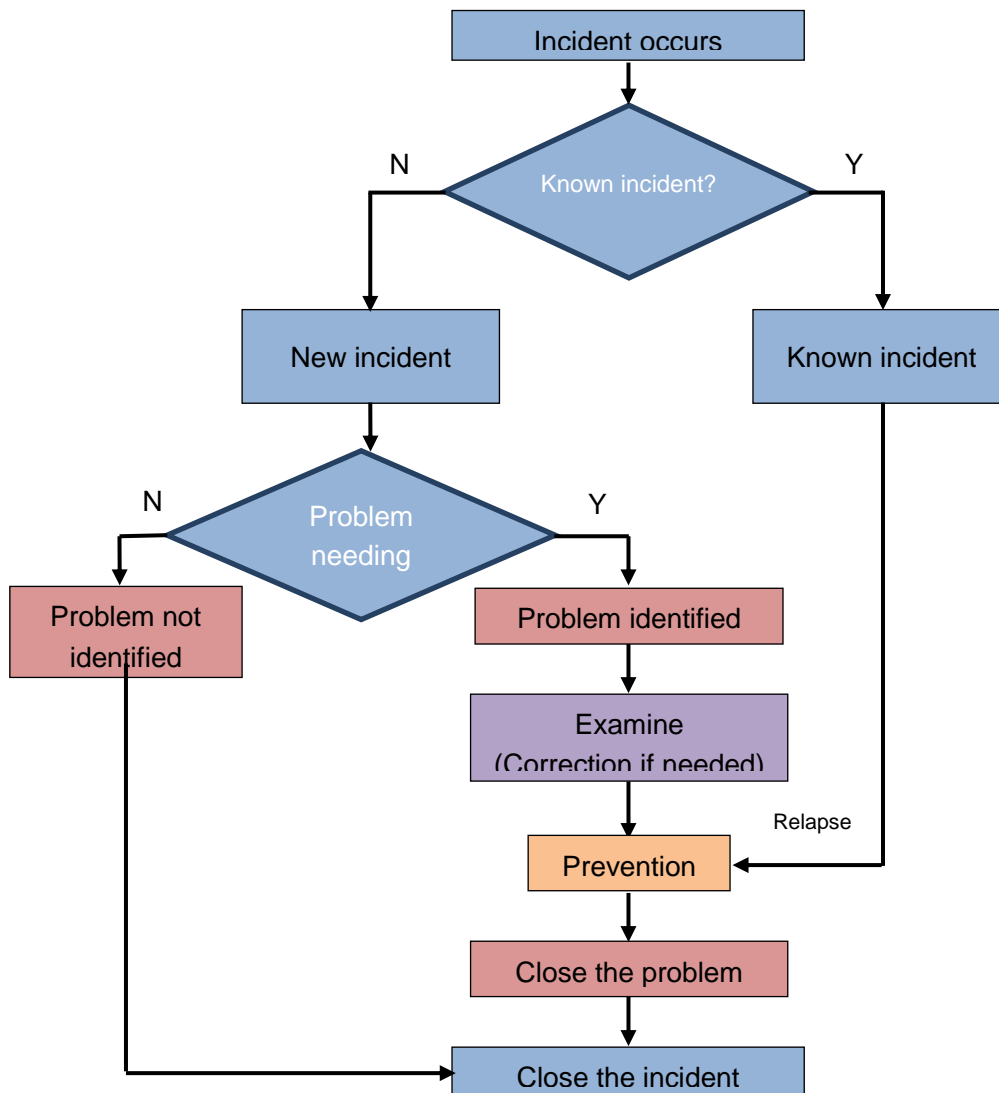 Incident occurs
N
Y
Known incident?
New incident
Known incident
N
Y
Problem
needing
Problem not
identified
Problem identified
Examine
(Correction if needed)
Relapse
Prevention
Close the problem
Close the incident